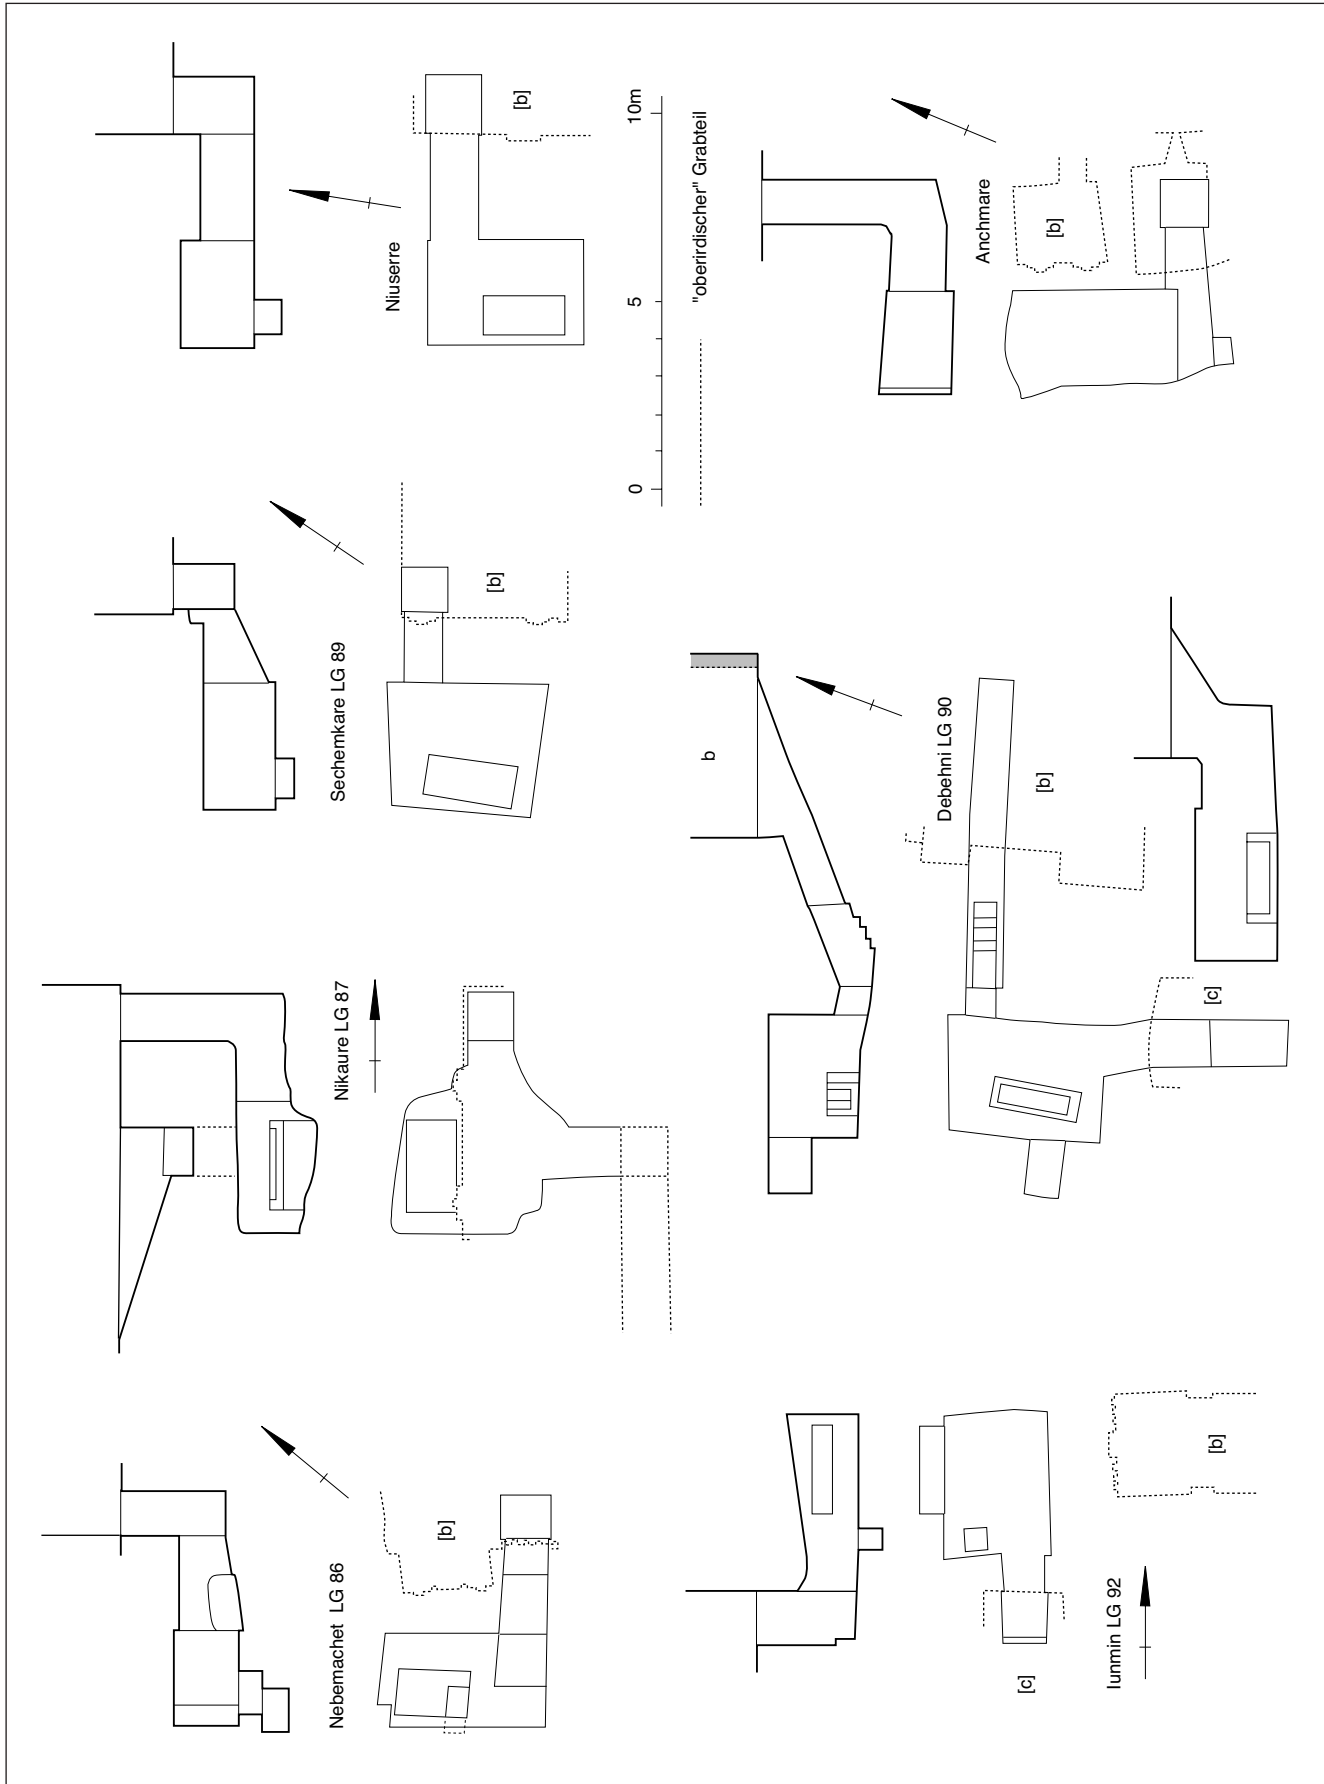 Nebemachet LG 86
[b]
Nikaure LG 87
Sechemkare LG 89
[b]
Niuserre
[b]
0 5 10m
"oberirdischer" Grabteil
Iunmin LG 92
[c]
[b]
Debehni LG 90
b
[b]
[c]
Anchmare
[b]